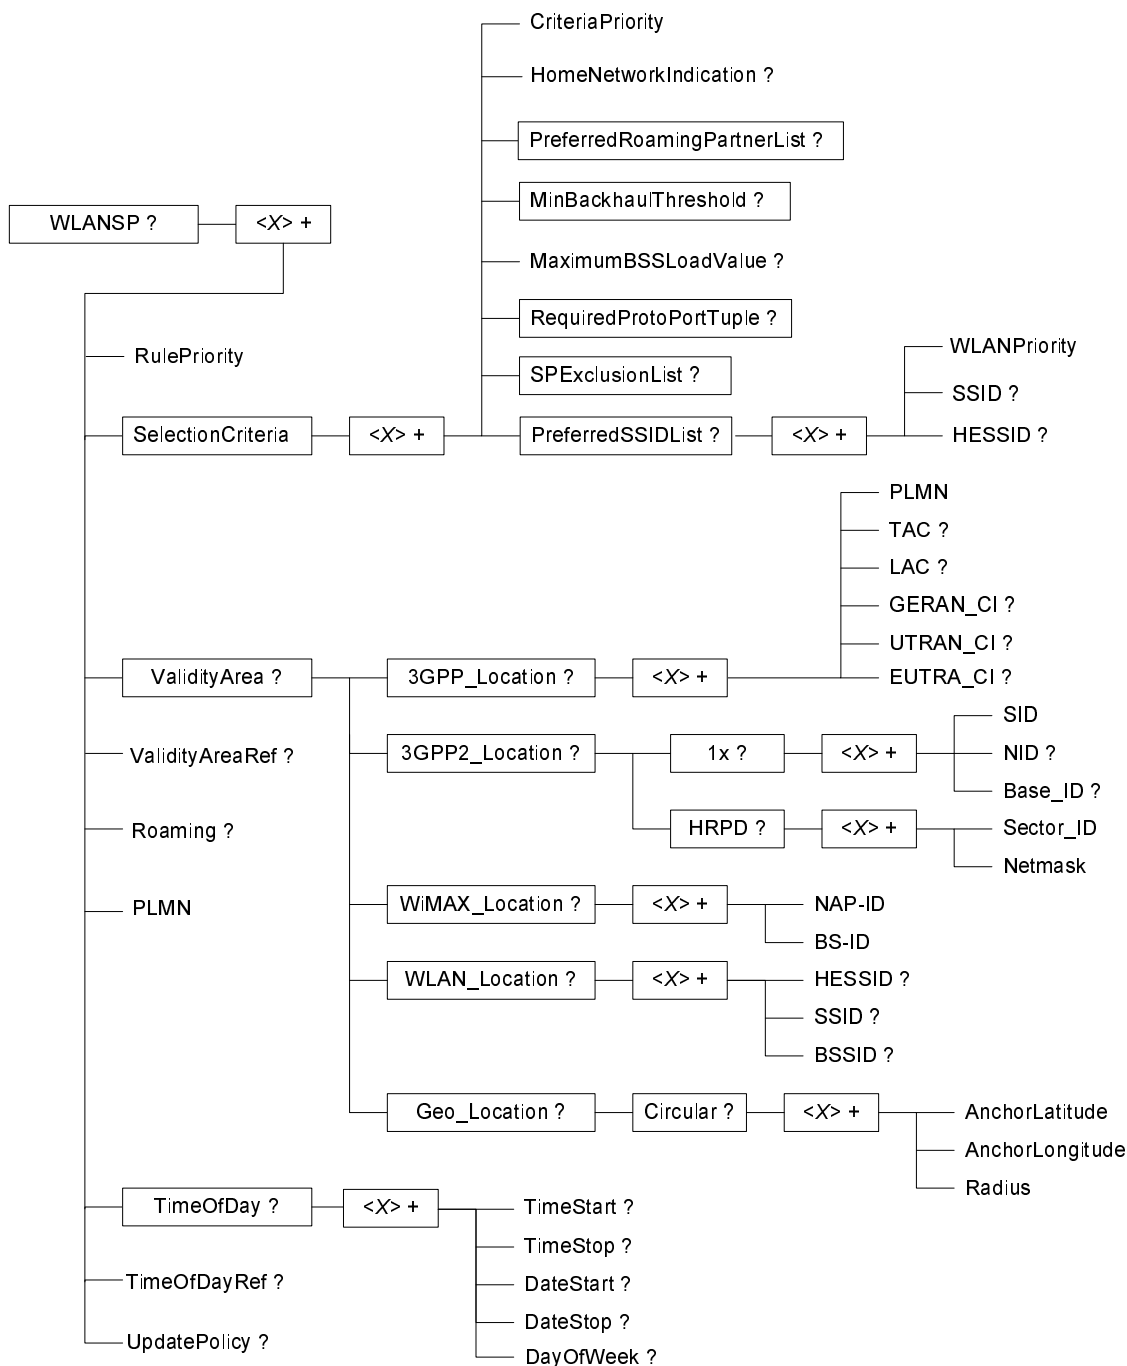 CriteriaPriority
HomeNetworkIndication ?
PreferredRoamingPartnerList ?
MinBackhaulThreshold ?
WLANSP ? <X> +
MaximumBSSLoadValue ?
RequiredProtoPortTuple ?
RulePriority
WLANPriority
SPExclusionList ?
SSID ?
SelectionCriteria <X> + PreferredSSIDList ? <X> + HESSID ?
PLMN
TAC ?
LAC ?
GERAN_CI ?
UTRAN_CI ?
ValidityArea ? 3GPP_Location ? <X> + EUTRA_CI ?
SID
ValidityAreaRef ? 3GPP2_Location ? 1x ? <X> + NID ?
Base_ID ?
Roaming ? HRPD ? <X> + Sector_ID
Netmask
PLMN WiMAX_Location ? <X> + NAP-ID
BS-ID
WLAN_Location ? <X> + HESSID ?
SSID ?
BSSID ?
Geo_Location ? Circular ? <X> + AnchorLatitude
AnchorLongitude
Radius
TimeOfDay ? <X> + TimeStart ?
TimeStop ?
TimeOfDayRef ? DateStart ?
DateStop ?
UpdatePolicy ?
DayOfWeek ?